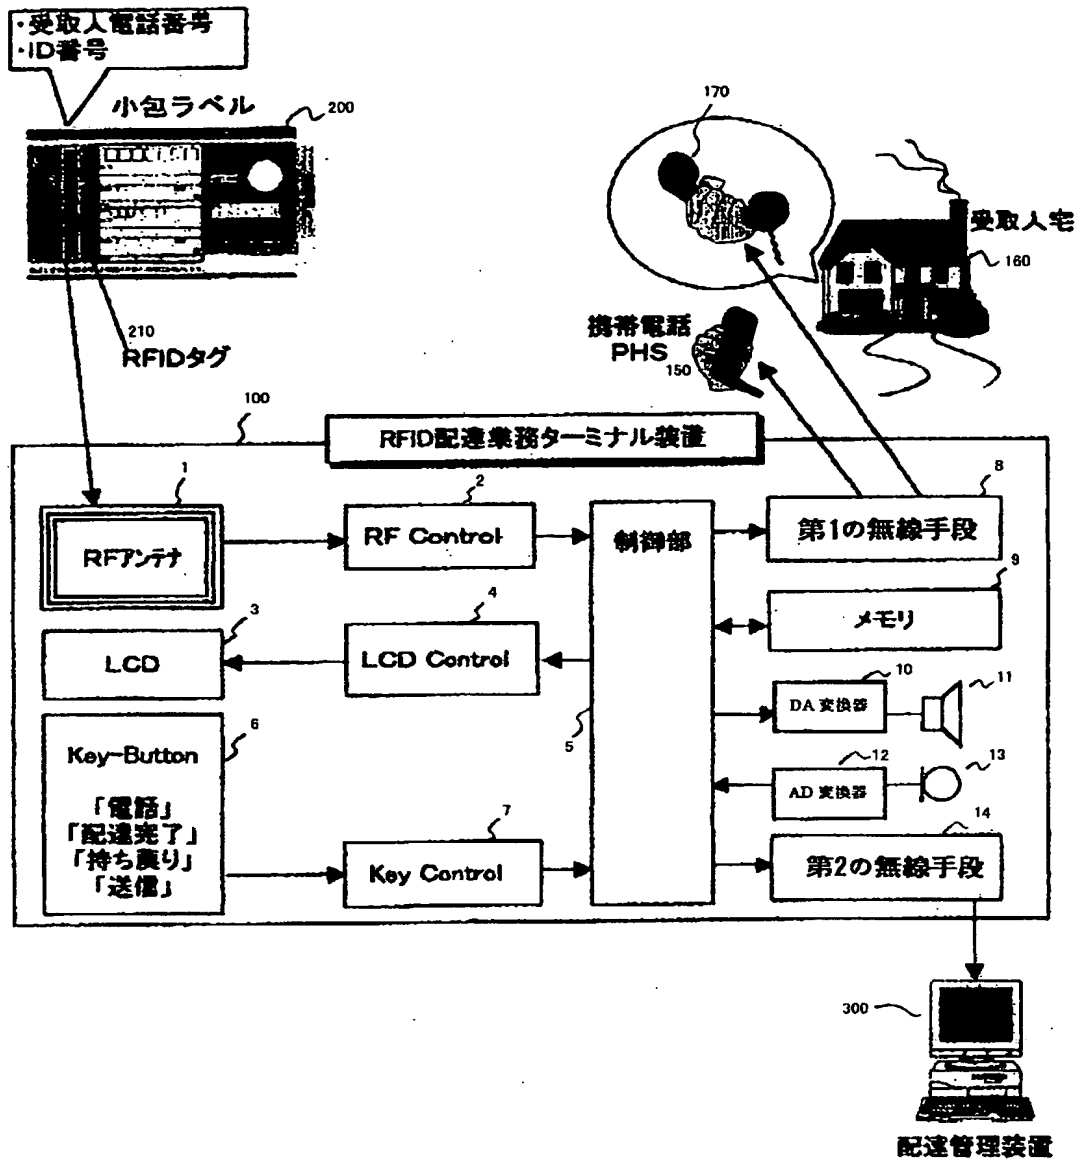 ・受取人電話番号
・ID番号
小包ラベル
200
170
受取人宅
160
210
RFIDタグ
携帯電話
PHS
150
100
RFID配達業務ターミナル装置
1
RFアンテナ
2
RF Control
制御部
8
第1の無線手段
9
メモリ
3
LCD
4
LCD Control
5
10
DA 変換器
11
12
AD 変換器
13
6
Key-Button
「電話」
「配達完了」
「持ち戻り」
「送信」
7
Key Control
14
第2の無線手段
300
配達管理装置